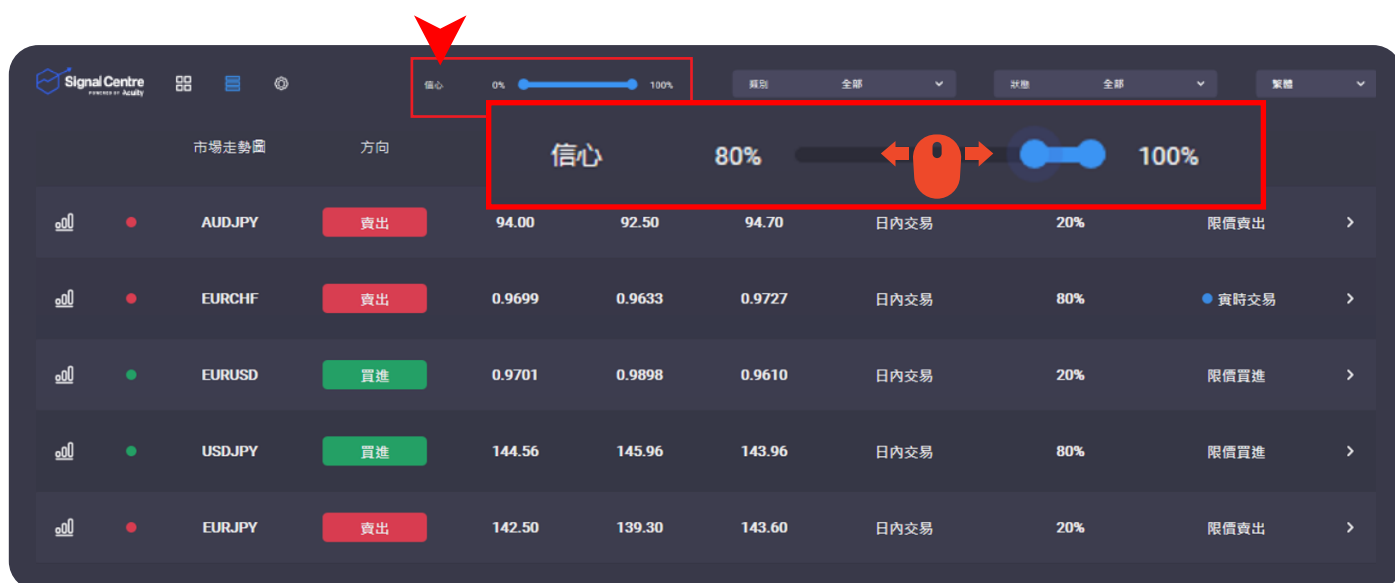 Signal Centre
POWERED BY Acuity
信心 0% 100% 類別 全部 狀態 全部 繁體
信心 80% 100%
市場走勢圖 方向
AUDJPY 賣出 94.00 92.50 94.70 日內交易 20% 限價賣出
EURCHF 賣出 0.9699 0.9633 0.9727 日內交易 80% 實時交易
EURUSD 買進 0.9701 0.9898 0.9610 日內交易 20% 限價買進
USDJPY 買進 144.56 145.96 143.96 日內交易 80% 限價買進
EURJPY 賣出 142.50 139.30 143.60 日內交易 20% 限價賣出